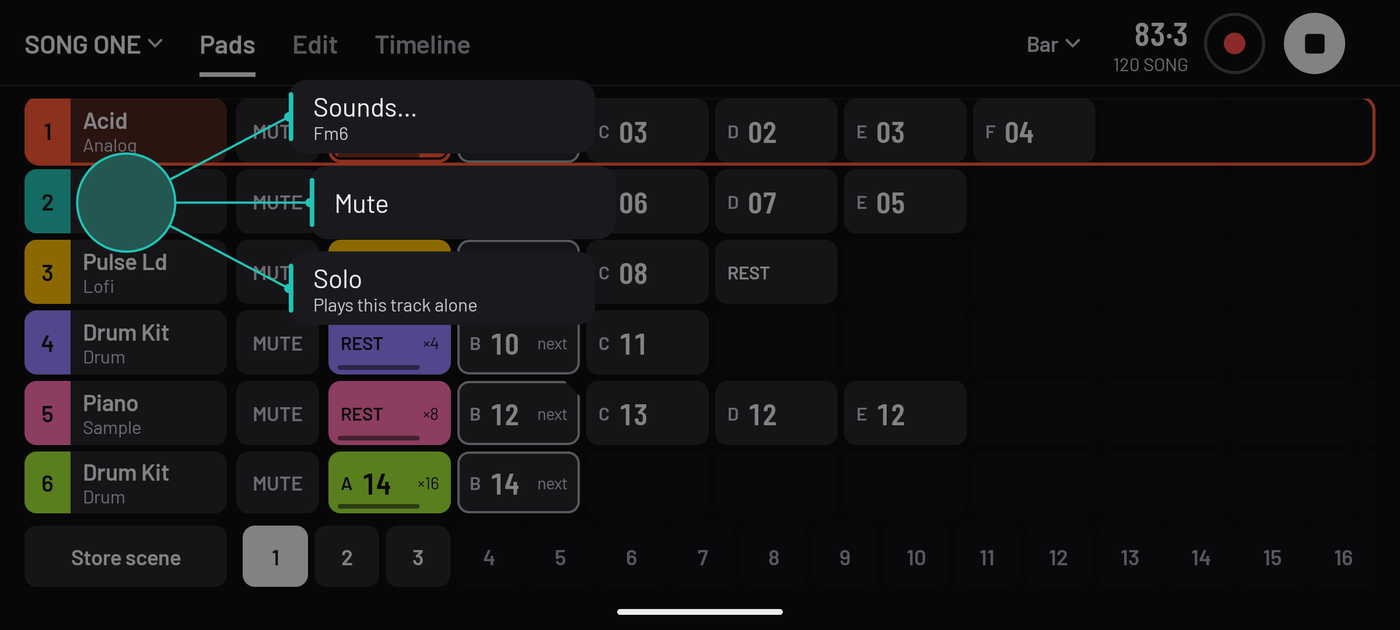 SONG ONE Pads Edit Timeline Bar 83·3
120 SONG
1 Acid MUT C 03 D 02 E 03 F 04
Analog
Sounds...
Fm6
2 MUTE 06 D 07 E 05
Mute
3 Pulse Ld MUT C 08 REST
Lofi
Solo
Plays this track alone
4 Drum Kit MUTE REST ×4 B 10 next C 11
Drum
5 Piano MUTE REST ×8 B 12 next C 13 D 12 E 12
Sample
6 Drum Kit MUTE A 14 ×16 B 14 next
Drum
Store scene 1 2 3 4 5 6 7 8 9 10 11 12 13 14 15 16